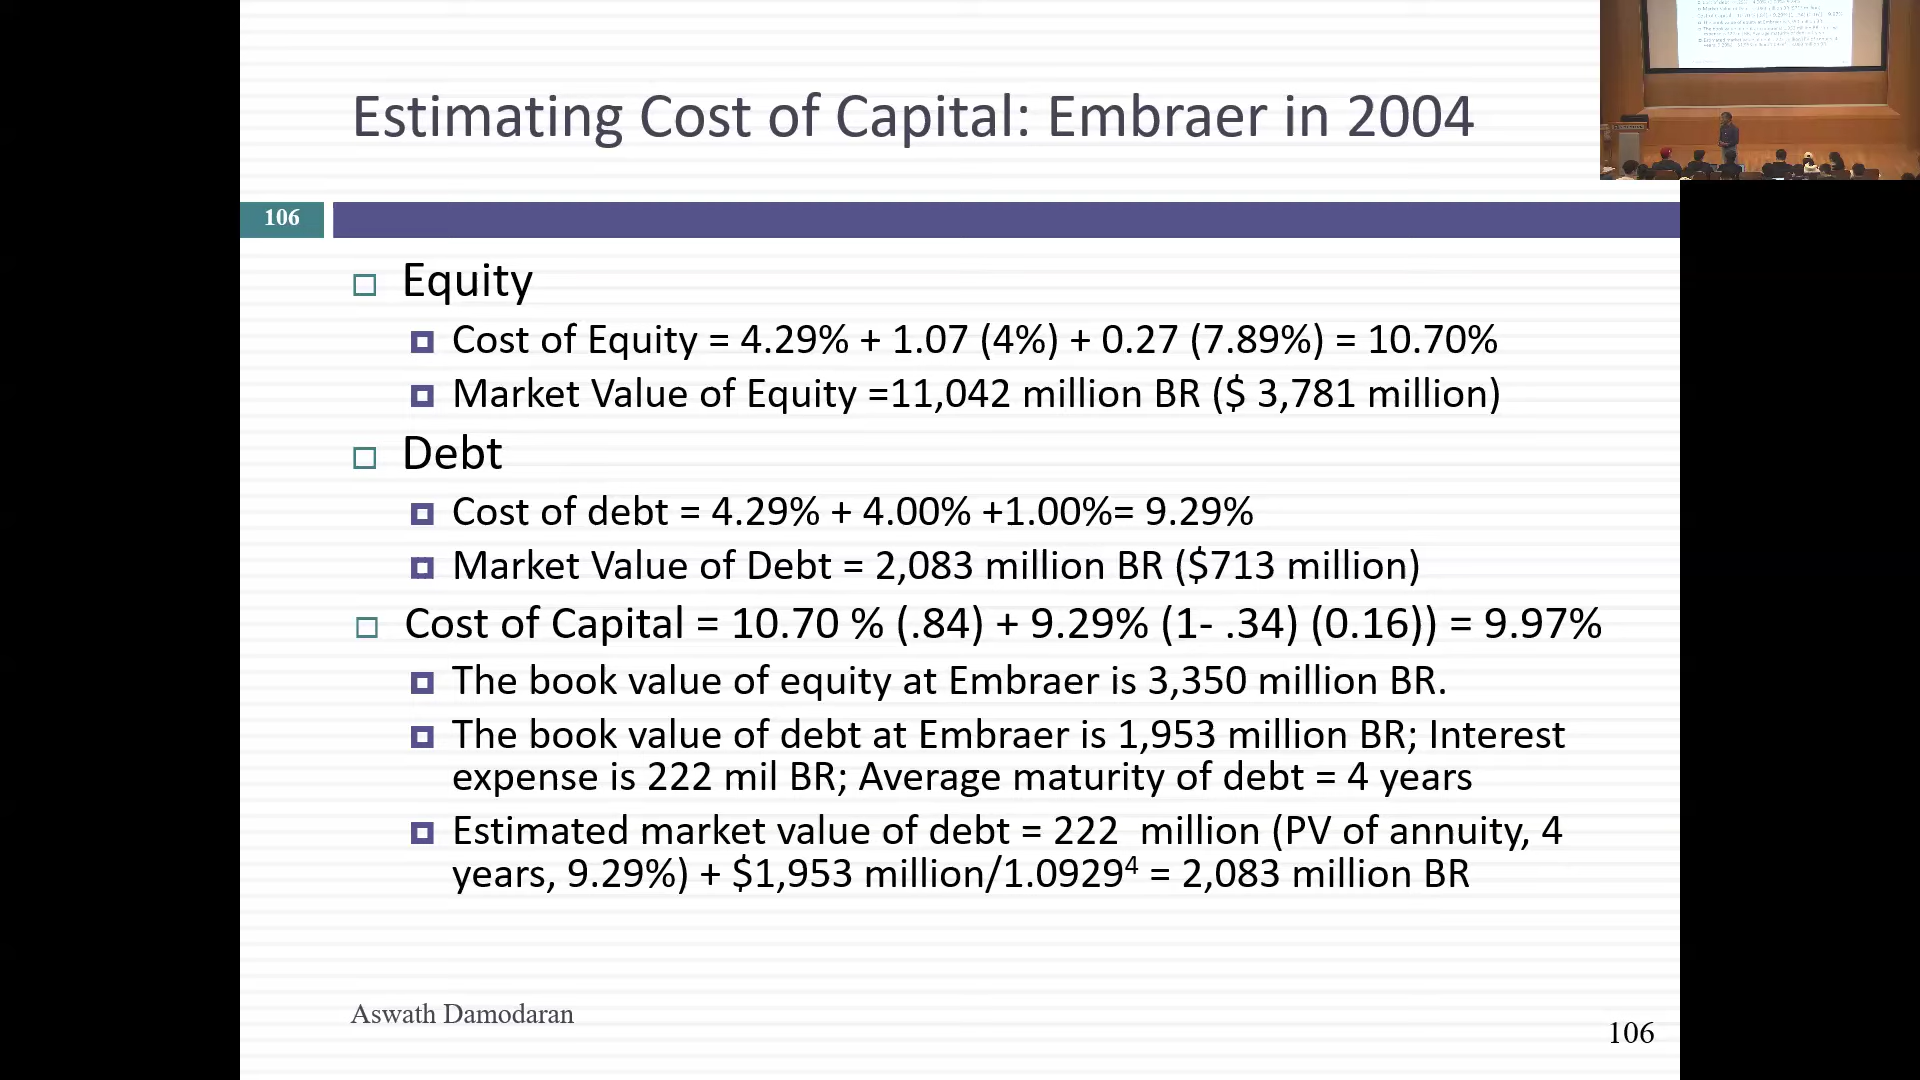 Estimating Cost of Capital: Embraer in 2004
106
Equity
Cost of Equity = 4.29% + 1.07 (4%) + 0.27 (7.89%) = 10.70%
Market Value of Equity =11,042 million BR ($ 3,781 million)
Debt
Cost of debt = 4.29% + 4.00% +1.00%= 9.29%
Market Value of Debt = 2,083 million BR ($713 million)
Cost of Capital = 10.70 % (.84) + 9.29% (1- .34) (0.16)) = 9.97%
The book value of equity at Embraer is 3,350 million BR.
The book value of debt at Embraer is 1,953 million BR; Interest
expense is 222 mil BR; Average maturity of debt = 4 years
Estimated market value of debt = 222 million (PV of annuity, 4
years, 9.29%) + $1,953 million/1.0929⁴ = 2,083 million BR
Aswath Damodaran
106